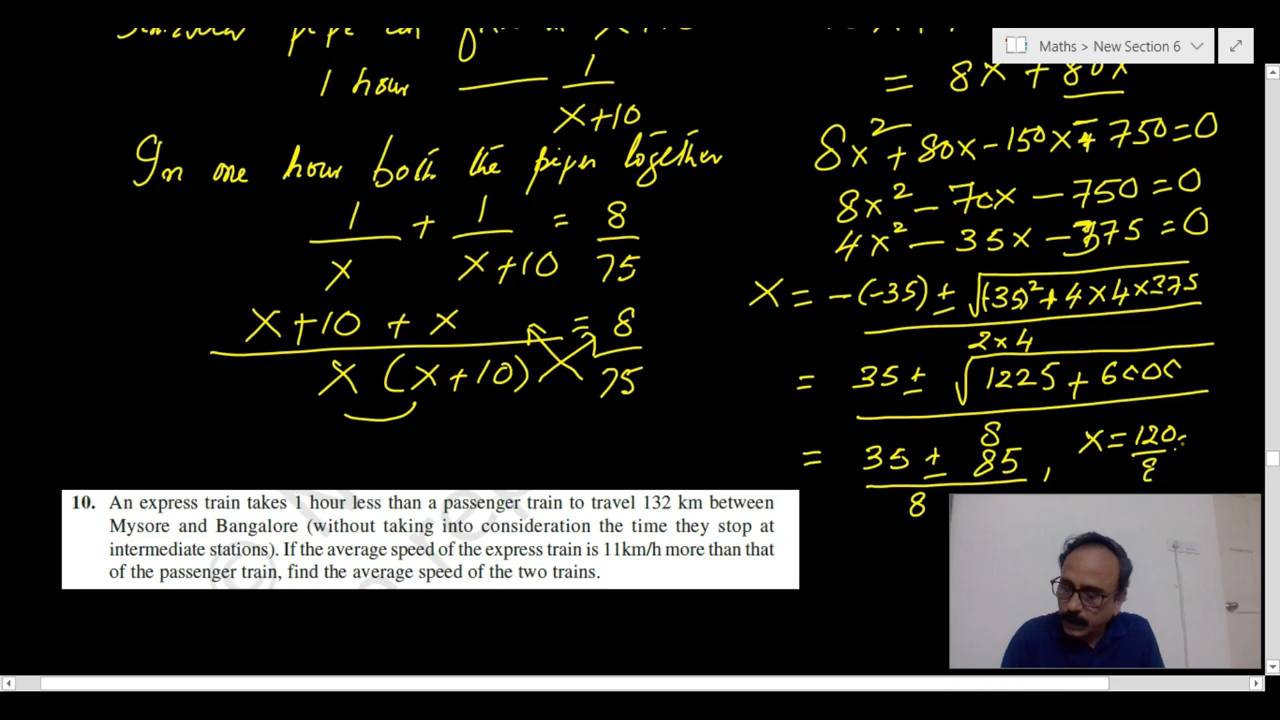 pipe can
1 hour —— 1/(x+10)
In one hour both the pipes together
1/x + 1/(x+10) = 8/75
(x+10 + x)/(x (x+10)) = 8/75
Maths > New Section 6
= 8x + 80x
8x² + 80x - 150x - 750 = 0
8x² - 70x - 750 = 0
4x² - 35x - 375 = 0
x = (-(-35) ± √((35)² + 4×4×375))/(2×4)
= (35 ± √(1225 + 6000))/8
= (35 ± 85)/8 , x = 120/8
10. An express train takes 1 hour less than a passenger train to travel 132 km between
Mysore and Bangalore (without taking into consideration the time they stop at
intermediate stations). If the average speed of the express train is 11km/h more than that
of the passenger train, find the average speed of the two trains.